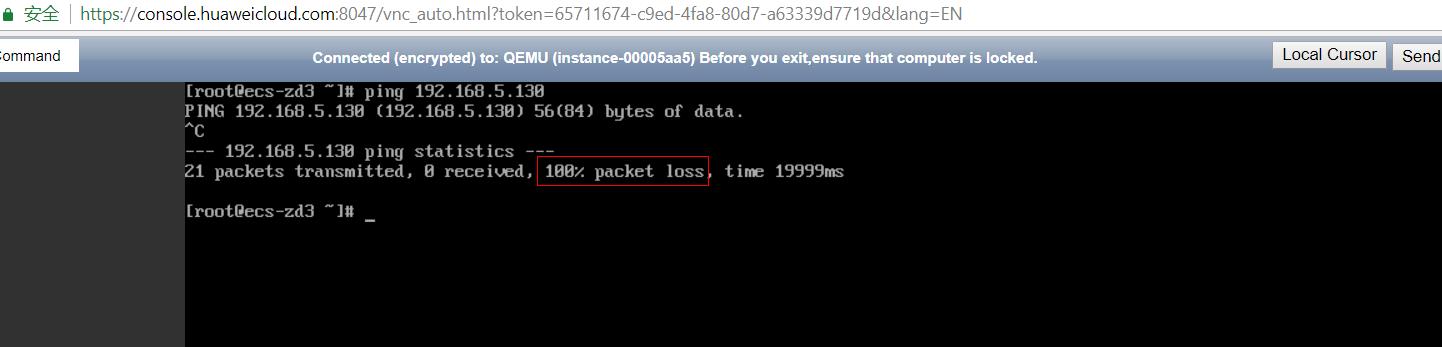 安全 https://console.huaweicloud.com:8047/vnc_auto.html?token=65711674-c9ed-4fa8-80d7-a63339d7719d&lang=EN
ommand Connected (encrypted) to: QEMU (instance-00005aa5) Before you exit,ensure that computer is locked. Local Cursor Send
[root@ecs-zd3 ~]# ping 192.168.5.130
PING 192.168.5.130 (192.168.5.130) 56(84) bytes of data.
^C
--- 192.168.5.130 ping statistics ---
21 packets transmitted, 0 received, 100% packet loss, time 19999ms
[root@ecs-zd3 ~]# _